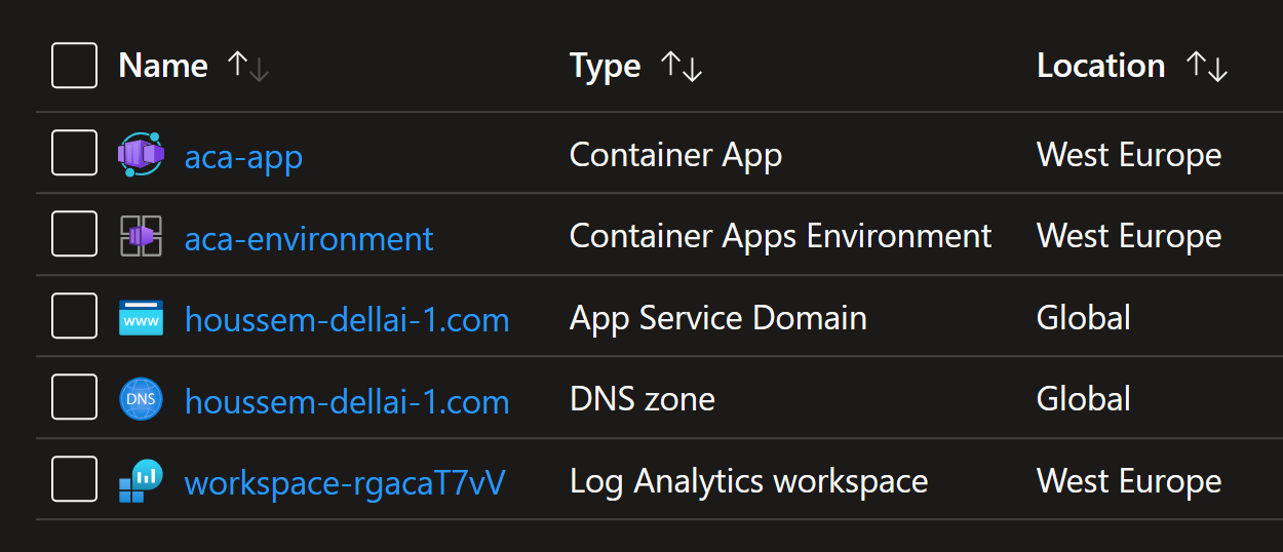 Name ↑↓ Type ↑↓ Location ↑↓
aca-app Container App West Europe
aca-environment Container Apps Environment West Europe
www houssem-dellai-1.com App Service Domain Global
DNS houssem-dellai-1.com DNS zone Global
workspace-rgacaT7vV Log Analytics workspace West Europe